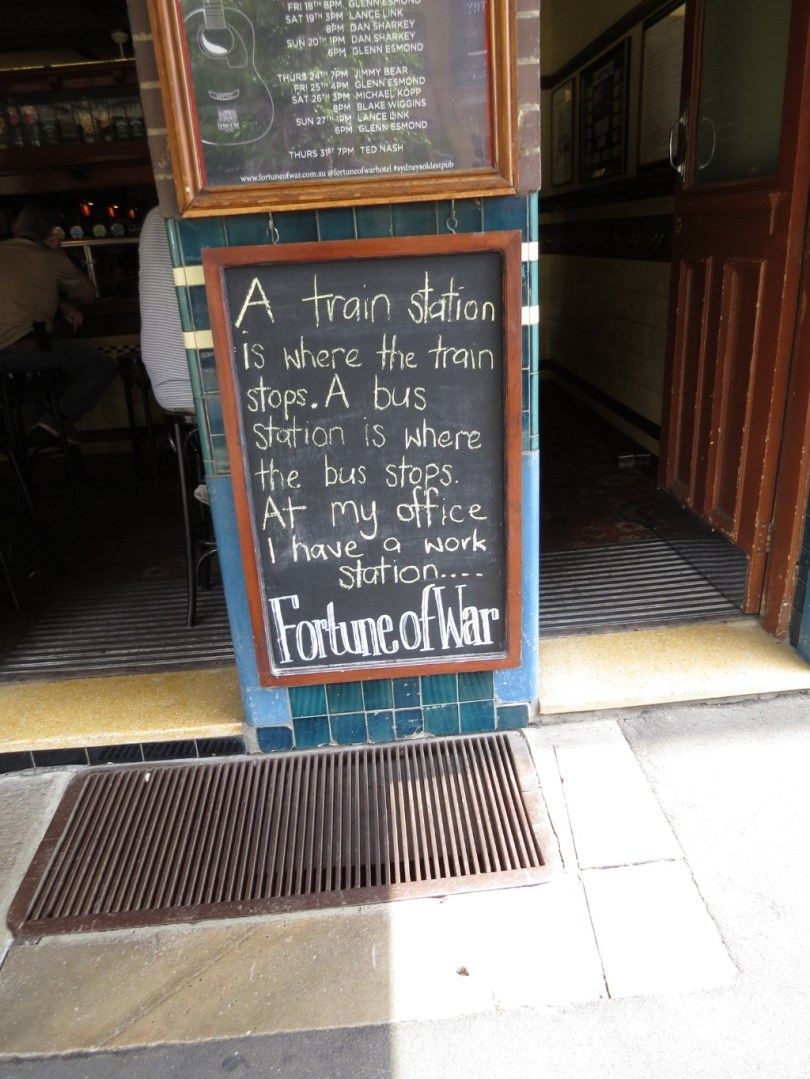 FRI 18TH 8PM, GLENN ESMOND
SAT 19TH 3PM LANCE LINK
8PM DAN SHARKEY
SUN 20TH 1PM DAN SHARKEY
6PM GLENN ESMOND
THURS 24TH 7PM JIMMY BEAR
FRI 25TH 4PM GLENN ESMOND
SAT 26TH 3PM MICHAEL KOPP
8PM BLAKE WIGGINS
SUN 27TH 1PM LANCE LINK
6PM GLENN ESMOND
THURS 31ST 7PM TED NASH
www.fortuneofwar.com.au @fortuneofwarhotel #sydneysoldestpub
A train station
is where the train
stops. A bus
station is where
the bus stops.
At my office
I have a work
station....
Fortune of War